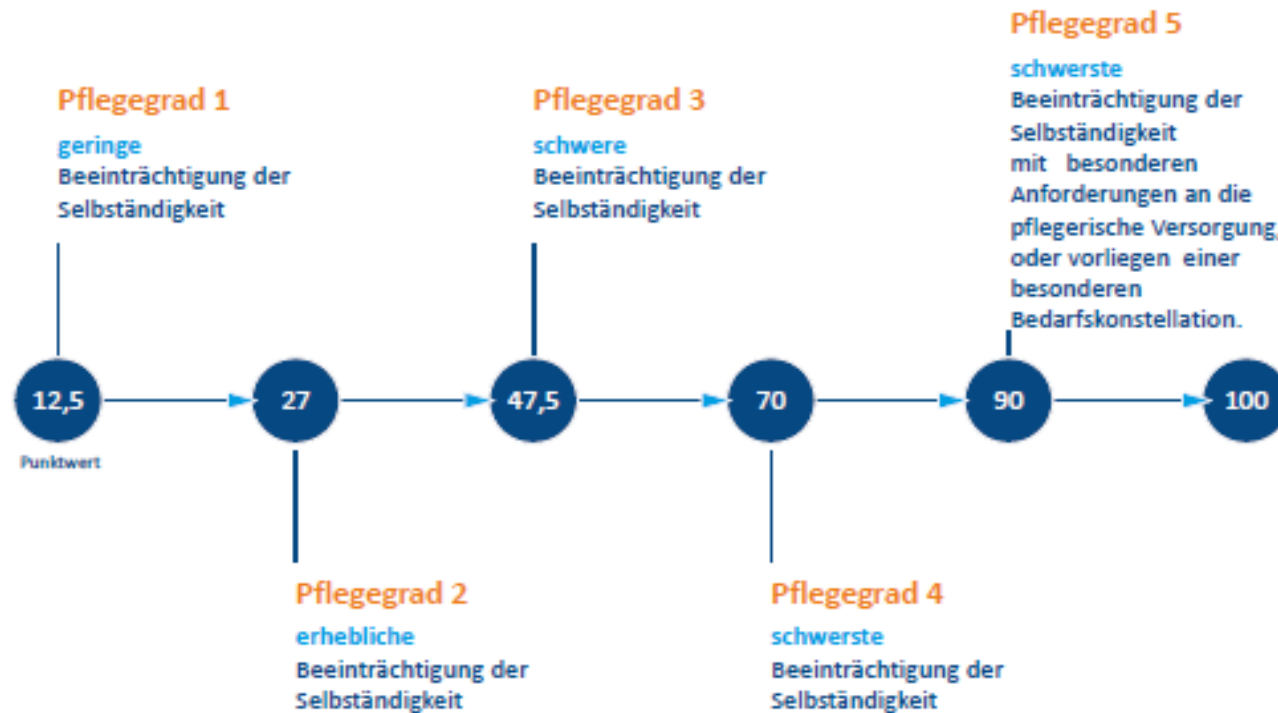 Pflegegrad 1
geringe
Beeinträchtigung der
Selbständigkeit
Pflegegrad 3
schwere
Beeinträchtigung der
Selbständigkeit
Pflegegrad 5
schwerste
Beeinträchtigung der
Selbständigkeit
mit besonderen
Anforderungen an die
pflegerische Versorgung,
oder vorliegen einer
besonderen
Bedarfskonstellation.
12,5
27
47,5
70
90
100
Punktwert
Pflegegrad 2
erhebliche
Beeinträchtigung der
Selbständigkeit
Pflegegrad 4
schwerste
Beeinträchtigung der
Selbständigkeit